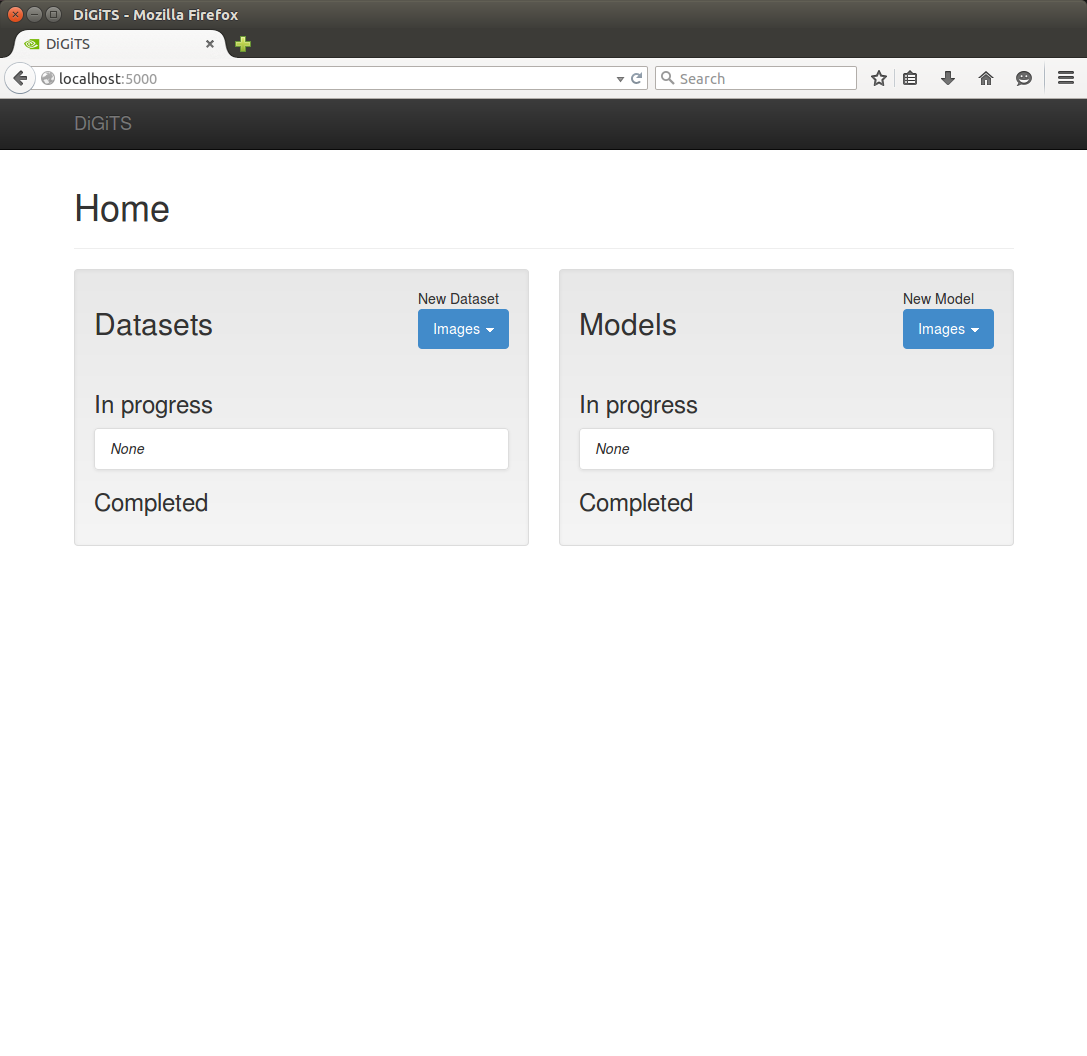 DiGiTS - Mozilla Firefox
DiGiTS
localhost:5000
Search
DiGiTS
Home
Datasets
New Dataset
Images
In progress
None
Completed
Models
New Model
Images
In progress
None
Completed